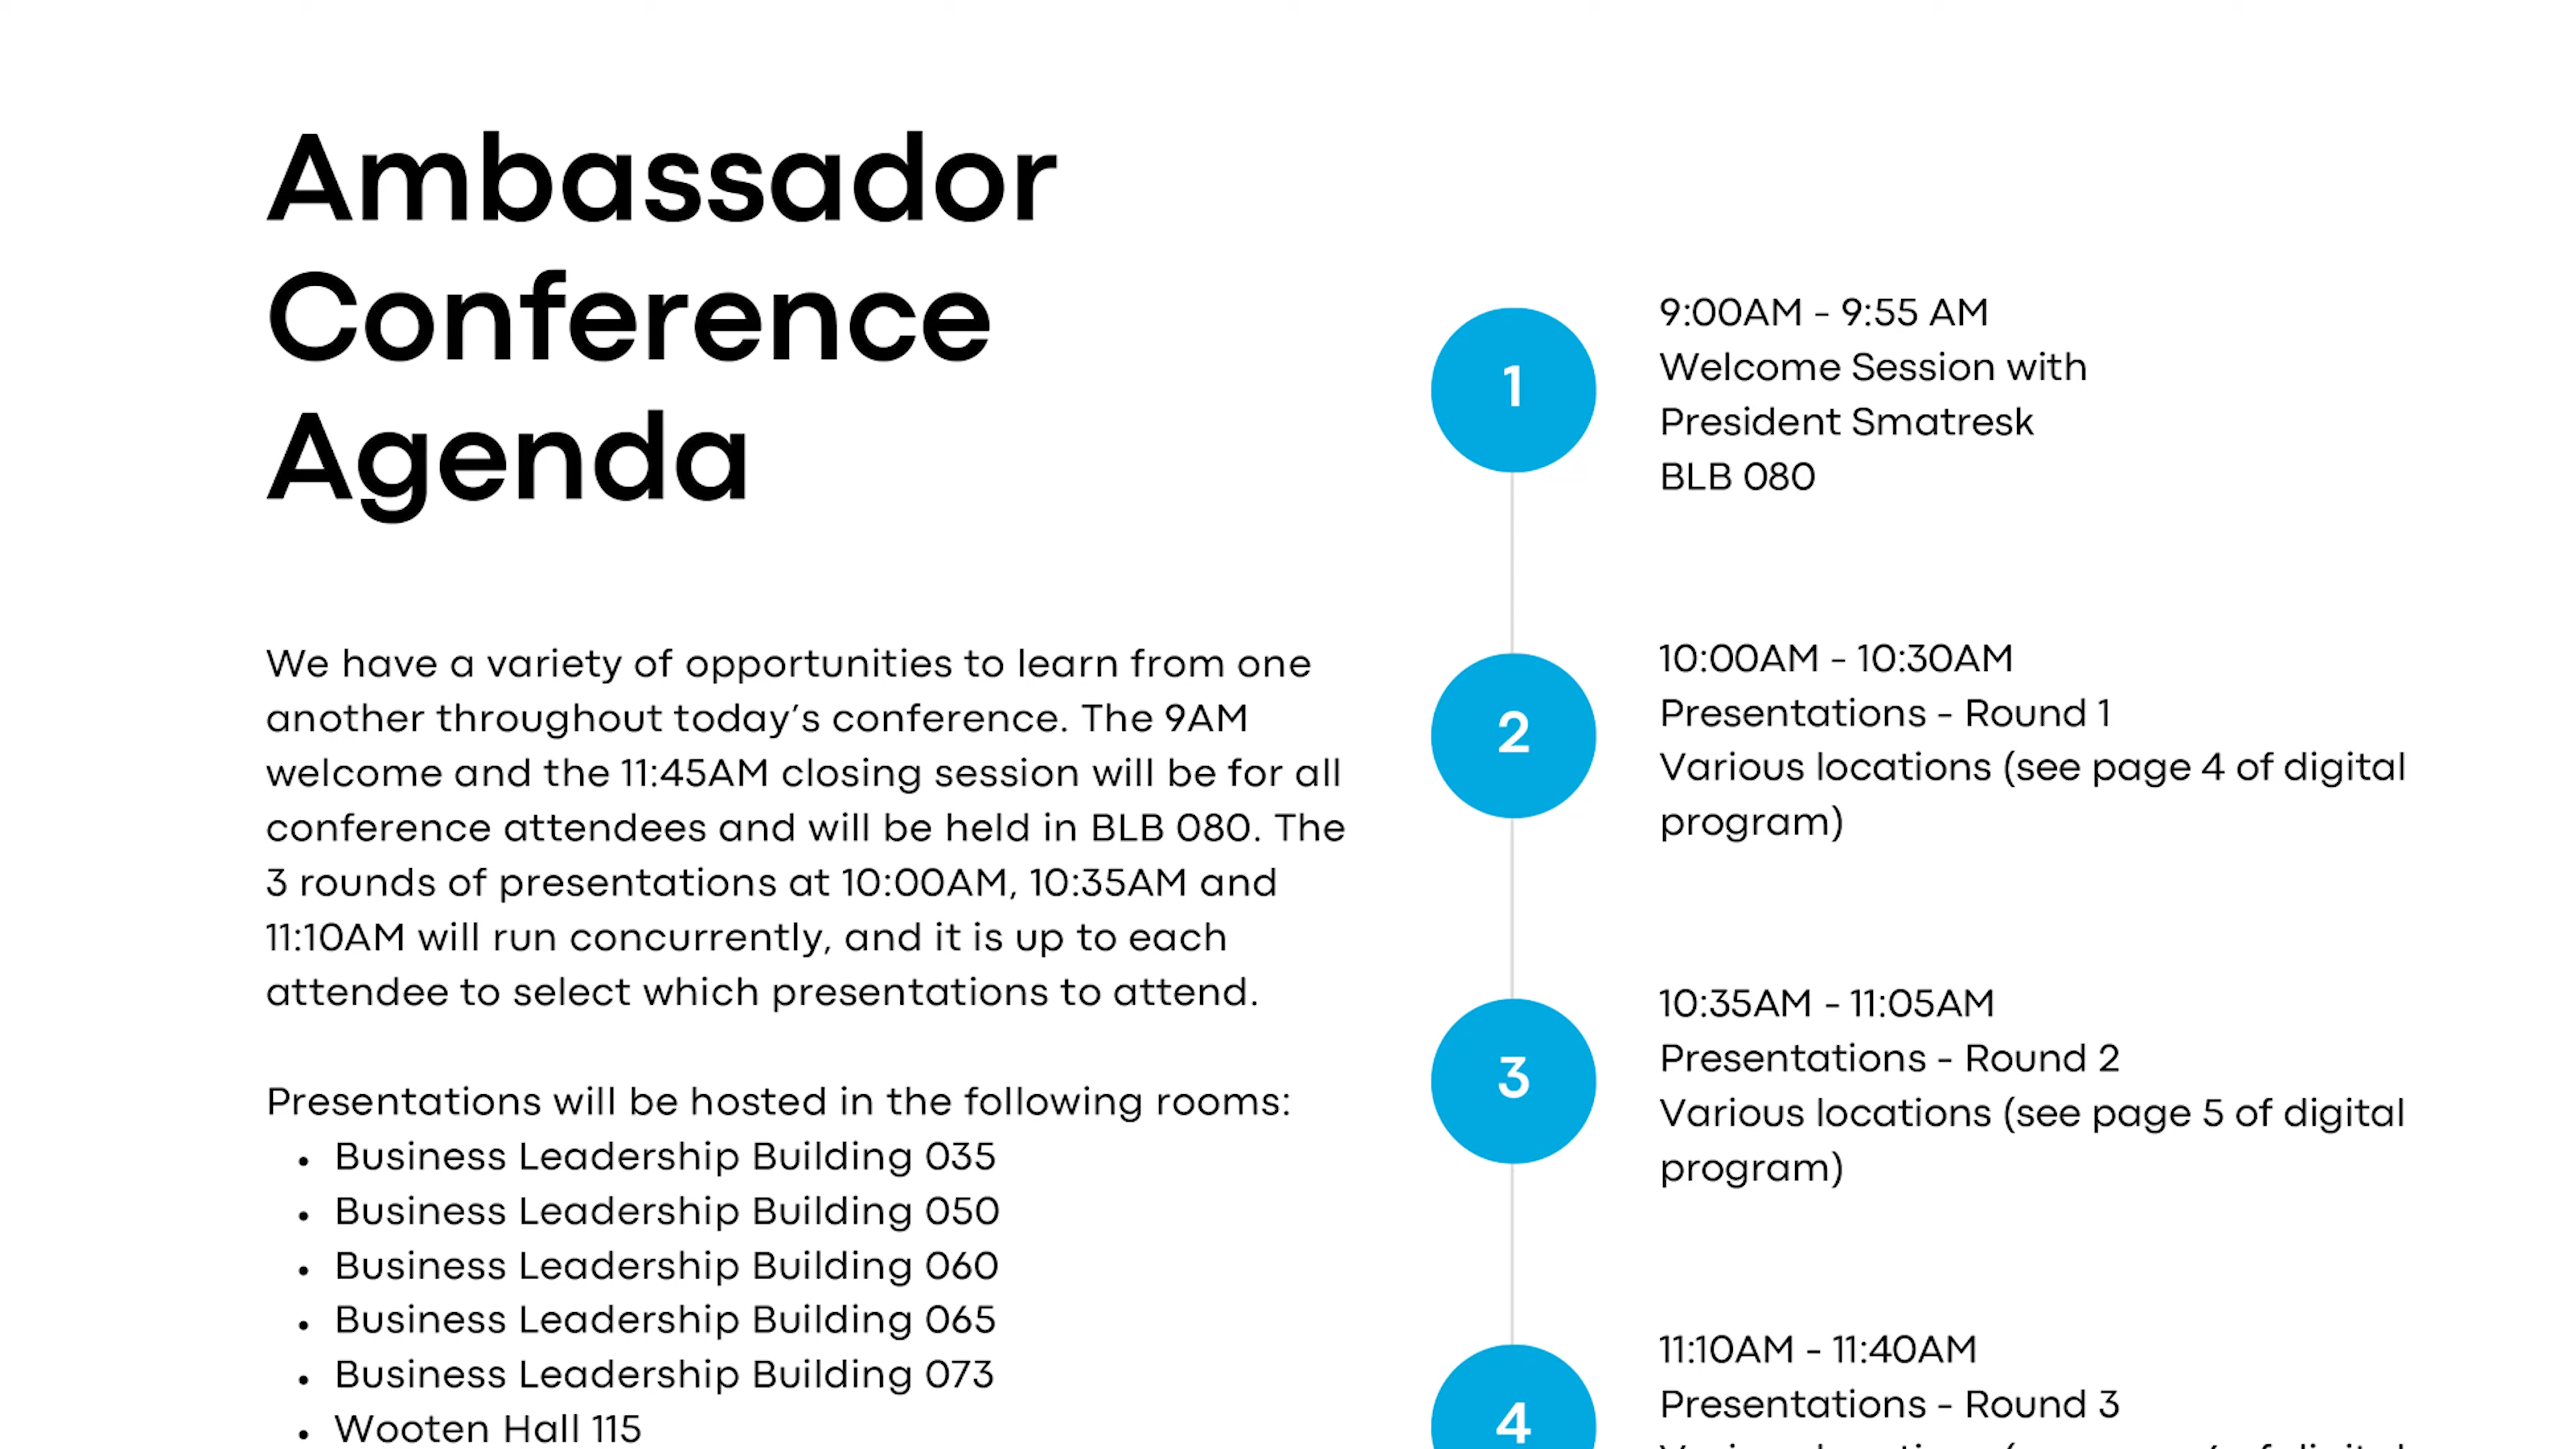 Ambassador
Conference
Agenda
We have a variety of opportunities to learn from one
another throughout today's conference. The 9AM
welcome and the 11:45AM closing session will be for all
conference attendees and will be held in BLB 080. The
3 rounds of presentations at 10:00AM, 10:35AM and
11:10AM will run concurrently, and it is up to each
attendee to select which presentations to attend.
Presentations will be hosted in the following rooms:
• Business Leadership Building 035
• Business Leadership Building 050
• Business Leadership Building 060
• Business Leadership Building 065
• Business Leadership Building 073
• Wooten Hall 115
1
9:00AM - 9:55 AM
Welcome Session with
President Smatresk
BLB 080
2
10:00AM - 10:30AM
Presentations - Round 1
Various locations (see page 4 of digital
program)
3
10:35AM - 11:05AM
Presentations - Round 2
Various locations (see page 5 of digital
program)
4
11:10AM - 11:40AM
Presentations - Round 3